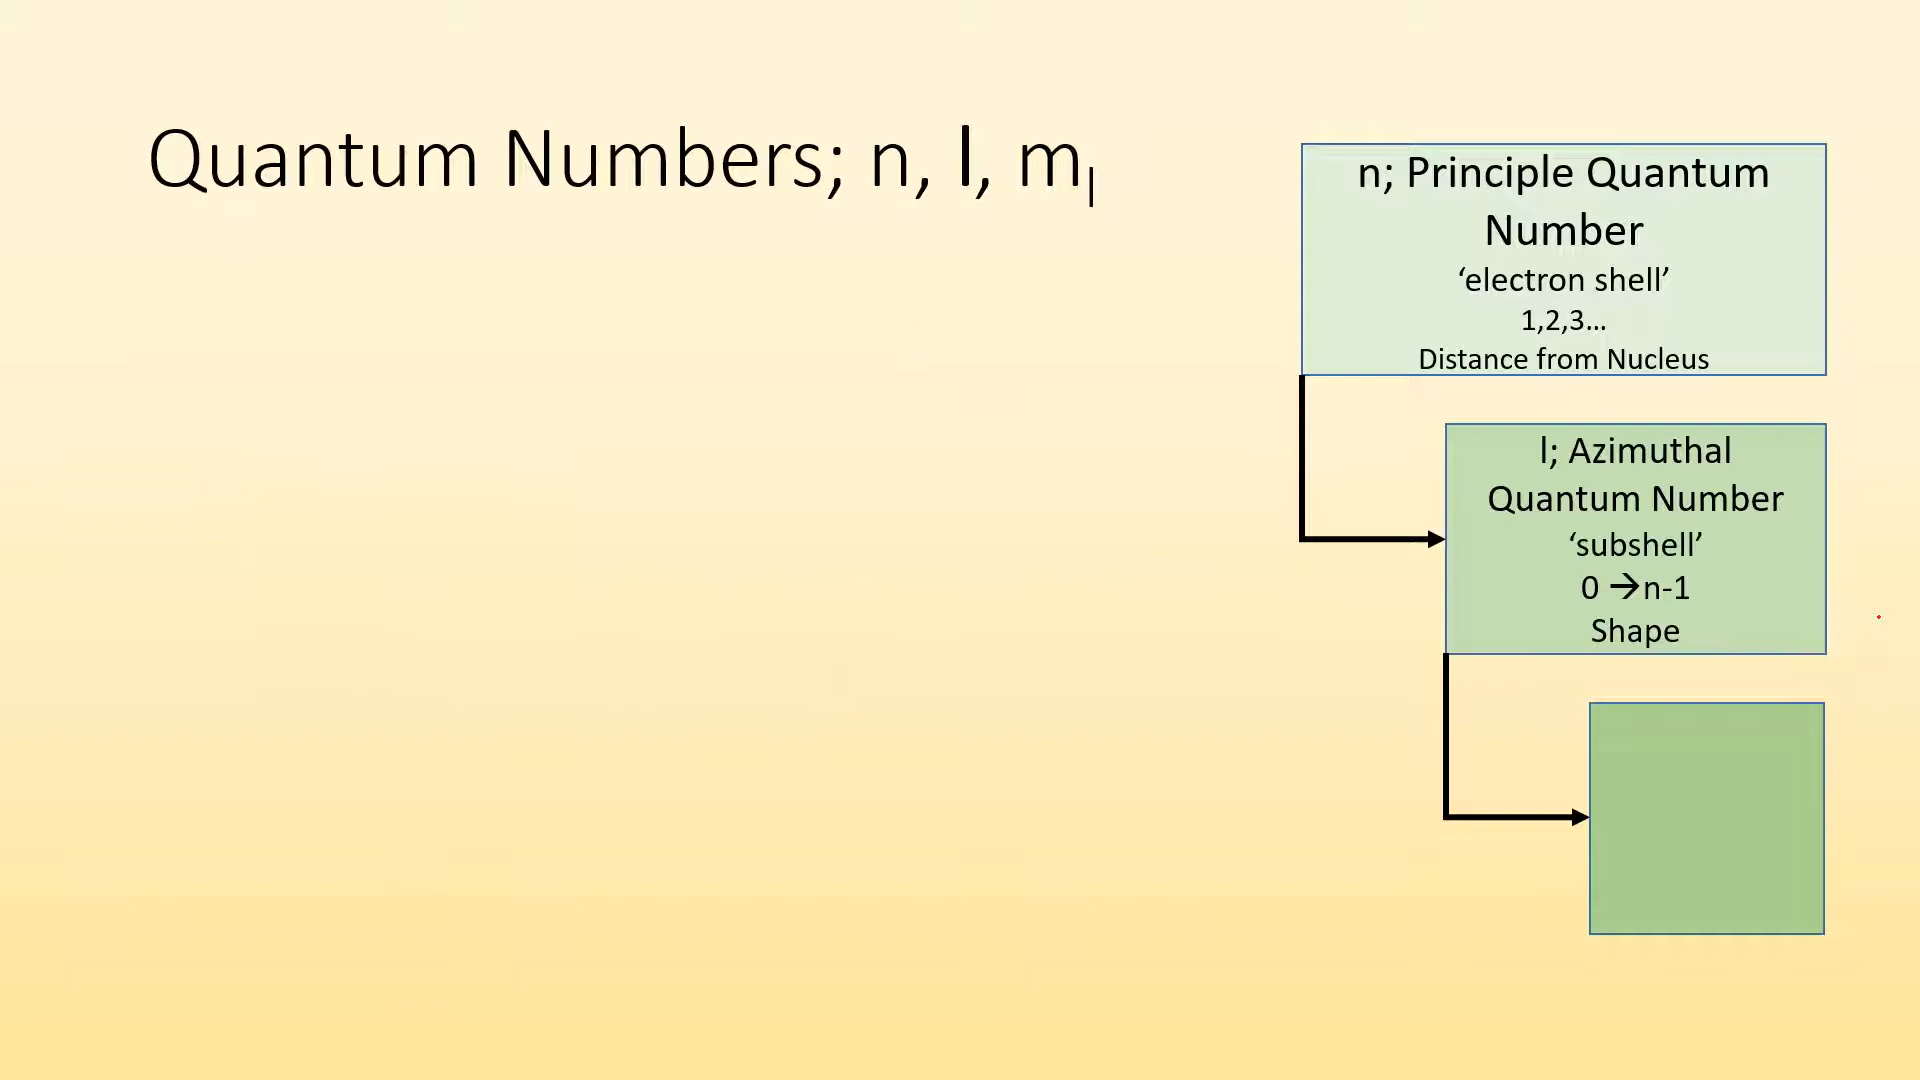 Quantum Numbers; n, l, mₗ
n; Principle Quantum
Number
‘electron shell’
1,2,3...
Distance from Nucleus
l; Azimuthal
Quantum Number
‘subshell’
0 →n-1
Shape